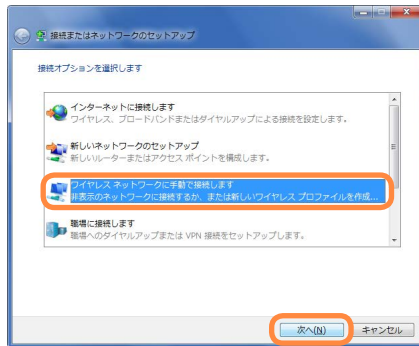 接続またはネットワークのセットアップ
接続オプションを選択します
インターネットに接続します
ワイヤレス、ブロードバンドまたはダイヤルアップによる接続を設定します。
新しいネットワークのセットアップ
新しいルーターまたはアクセス ポイントを構成します。
ワイヤレス ネットワークに手動で接続します
非表示のネットワークに接続するか、または新しいワイヤレス プロファイルを作成...
職場に接続します
職場へのダイヤルアップまたは VPN 接続をセットアップします。
次へ(N)
キャンセル